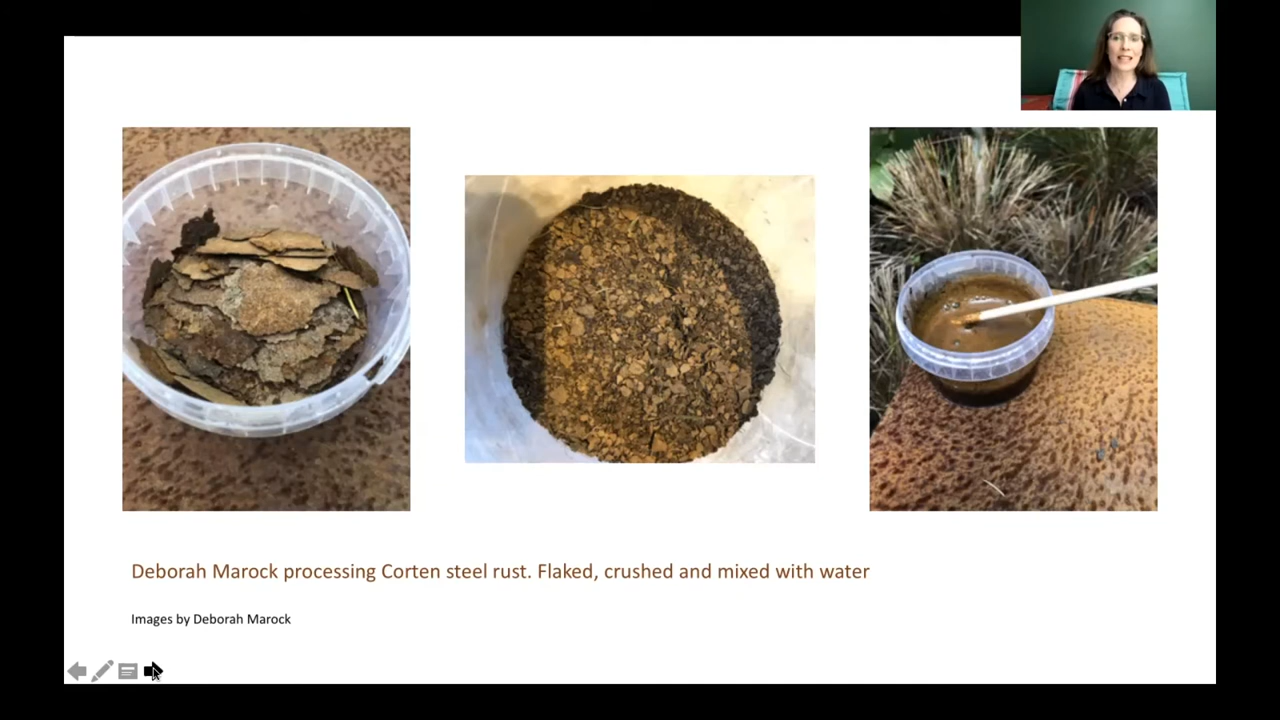 Deborah Marock processing Corten steel rust. Flaked, crushed and mixed with water
Images by Deborah Marock